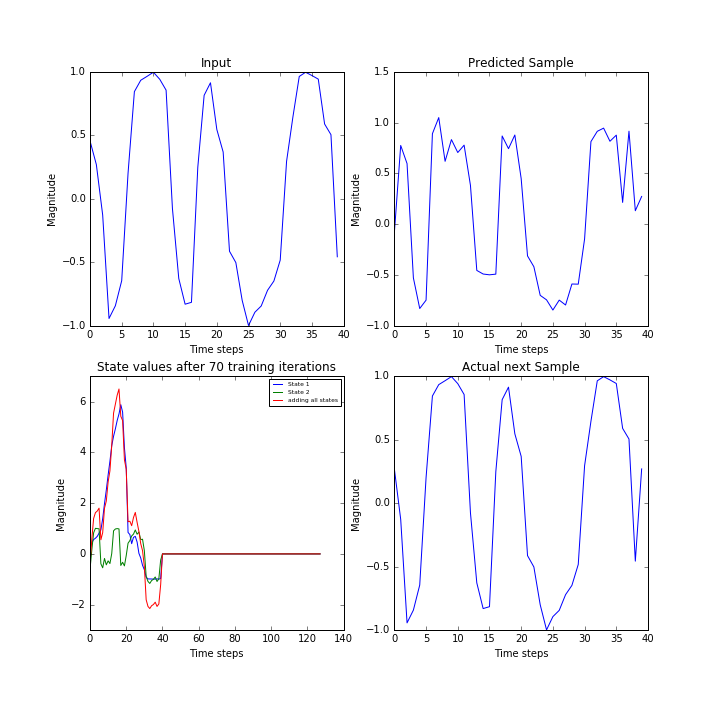 Input
Magnitude
1.0
0.5
0.0
−0.5
−1.0
0 5 10 15 20 25 30 35 40
Time steps
Predicted Sample
Magnitude
1.5
1.0
0.5
0.0
−0.5
−1.0
0 5 10 15 20 25 30 35 40
Time steps
State values after 70 training iterations
Magnitude
6
4
2
0
−2
State 1
State 2
adding all states
0 20 40 60 80 100 120 140
Time steps
Actual next Sample
Magnitude
1.0
0.5
0.0
−0.5
−1.0
0 5 10 15 20 25 30 35 40
Time steps